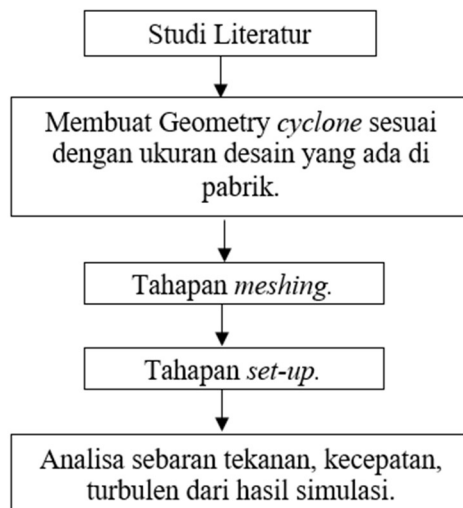 Studi Literatur
Membuat Geometry cyclone sesuai
dengan ukuran desain yang ada di
pabrik.
Tahapan meshing.
Tahapan set-up.
Analisa sebaran tekanan, kecepatan,
turbulen dari hasil simulasi.